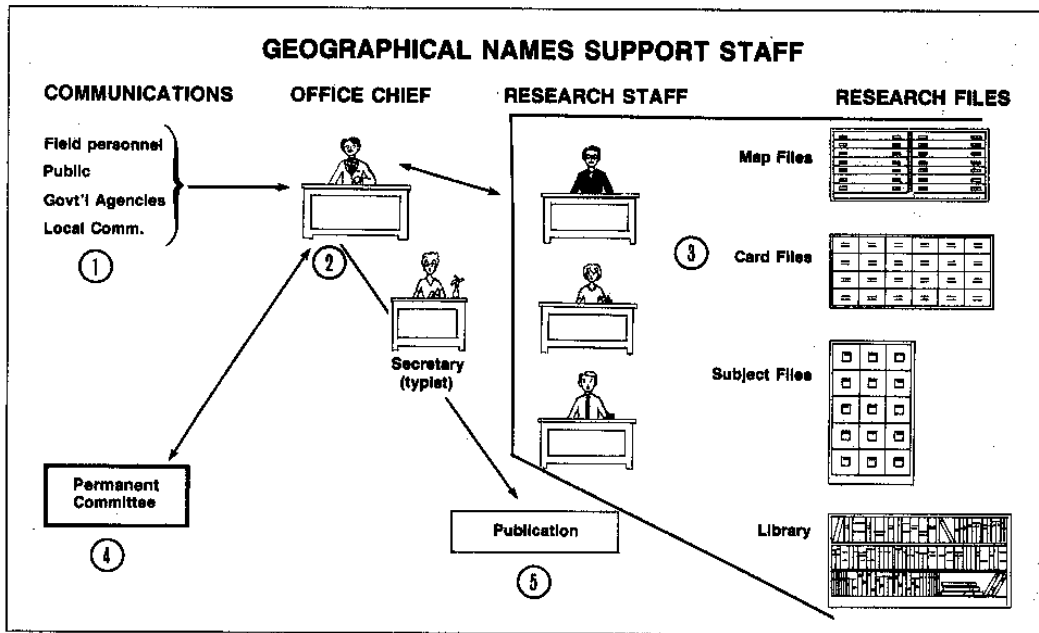 GEOGRAPHICAL NAMES SUPPORT STAFF
COMMUNICATIONS
Field personnel
Public
Govt'l Agencies
Local Comm.
1
OFFICE CHIEF
2
Secretary
(typist)
RESEARCH STAFF
3
RESEARCH FILES
Map Files
Card Files
Subject Files
Library
Permanent
Committee
4
Publication
5